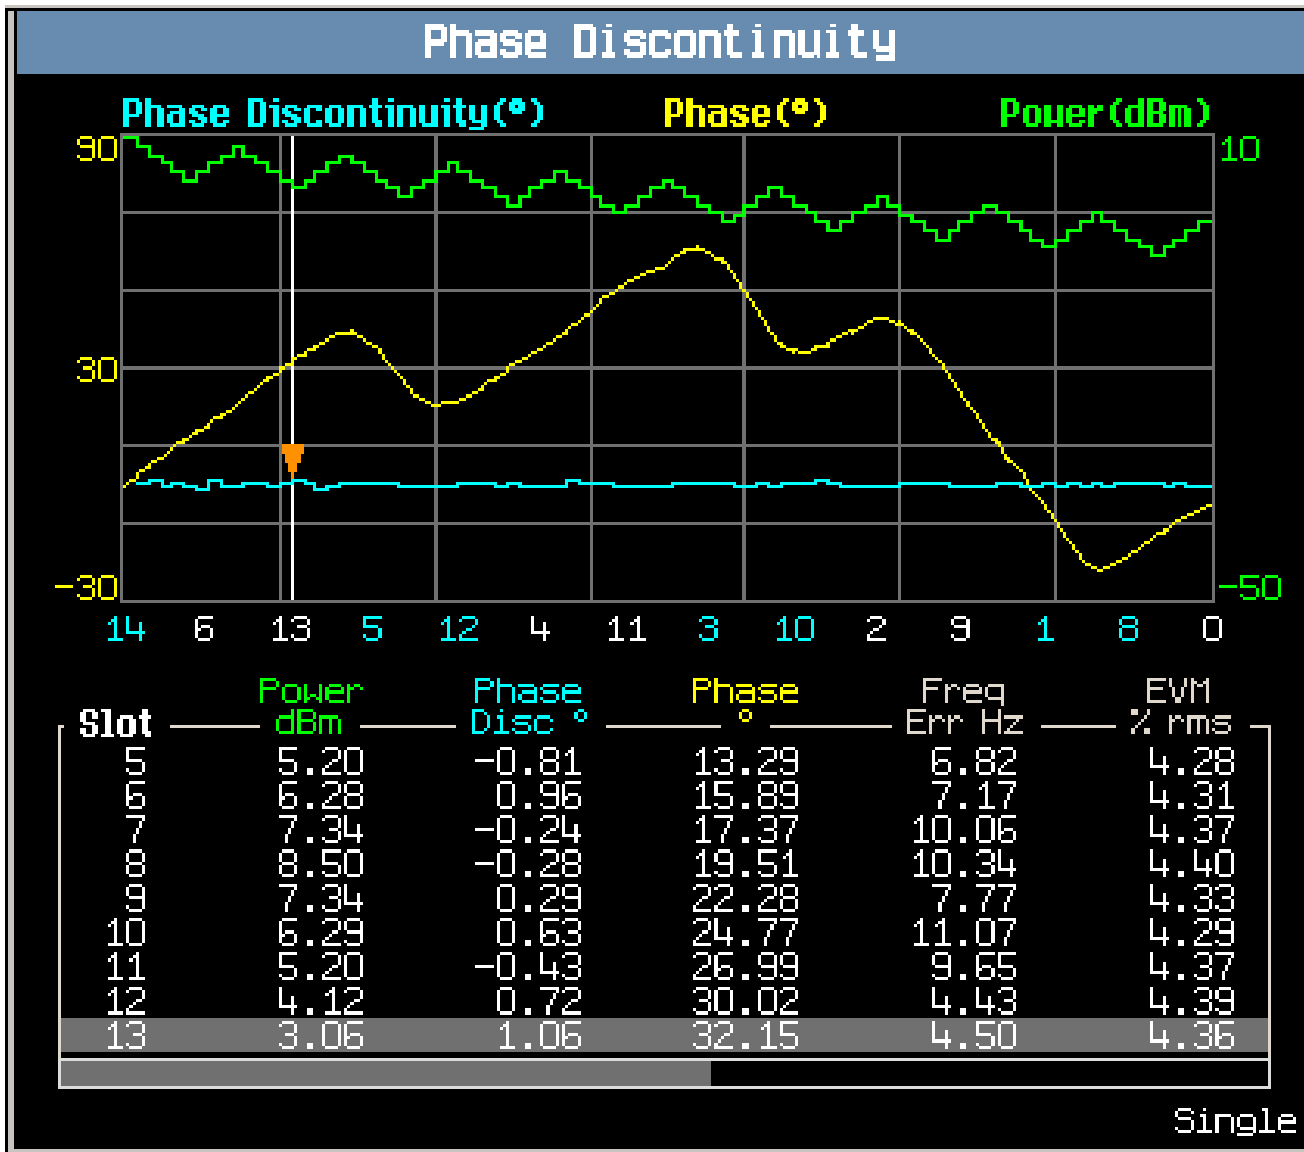 Phase Discontinuity
Phase Discontinuity(°) Phase(°) Power(dBm)
90 10
30
-30 -50
14 6 13 5 12 4 11 3 10 2 9 1 8 0
Power Phase Phase Freq EVM
Slot dBm Disc ° ° Err Hz % rms
5 5.20 -0.81 13.29 6.82 4.28
6 6.28 0.96 15.89 7.17 4.31
7 7.34 -0.24 17.37 10.06 4.37
8 8.50 -0.28 19.51 10.34 4.40
9 7.34 0.29 22.28 7.77 4.33
10 6.29 0.63 24.77 11.07 4.29
11 5.20 -0.43 26.99 9.65 4.37
12 4.12 0.72 30.02 4.43 4.39
13 3.06 1.06 32.15 4.50 4.36
Single